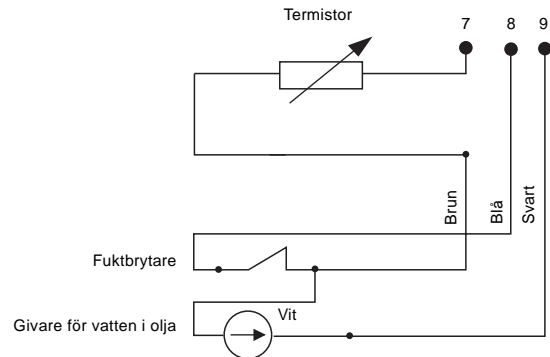 Termistor
7 8 9
Brun
Blå
Svart
Fuktbrytare
Vit
Givare för vatten i olja